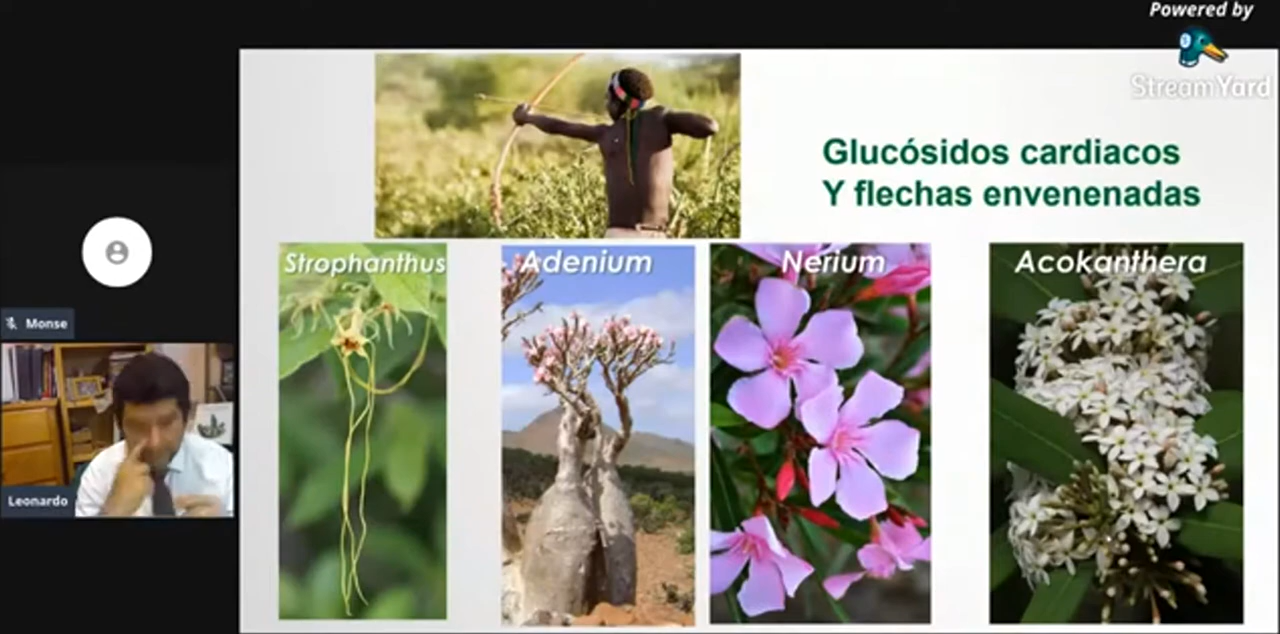 Powered by
StreamYard
Glucósidos cardiacos
Y flechas envenenadas
Strophanthus
Adenium
Nerium
Acokanthera
Monse
Leonardo